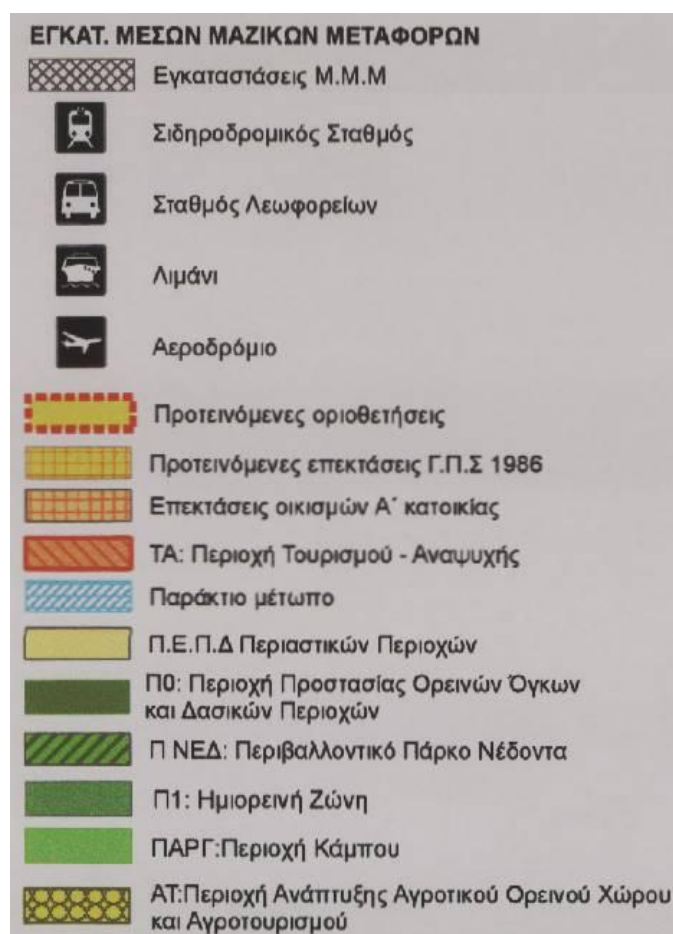 ΕΓΚΑΤ. ΜΕΣΩΝ ΜΑΖΙΚΩΝ ΜΕΤΑΦΟΡΩΝ
Εγκαταστάσεις Μ.Μ.Μ
Σιδηροδρομικός Σταθμός
Σταθμός Λεωφορείων
Λιμάνι
Αεροδρόμιο
Προτεινόμενες οριοθετήσεις
Προτεινόμενες επεκτάσεις Γ.Π.Σ 1986
Επεκτάσεις οικισμών Α΄ κατοικίας
ΤΑ: Περιοχή Τουρισμού - Αναψυχής
Παράκτιο μέτωπο
Π.Ε.Π.Δ Περιαστικών Περιοχών
Π0: Περιοχή Προστασίας Ορεινών Όγκων
και Δασικών Περιοχών
Π ΝΕΔ: Περιβαλλοντικό Πάρκο Νέδοντα
Π1: Ημιορεινή Ζώνη
ΠΑΡΓ:Περιοχή Κάμπου
ΑΤ:Περιοχή Ανάπτυξης Αγροτικού Ορεινού Χώρου
και Αγροτουρισμού